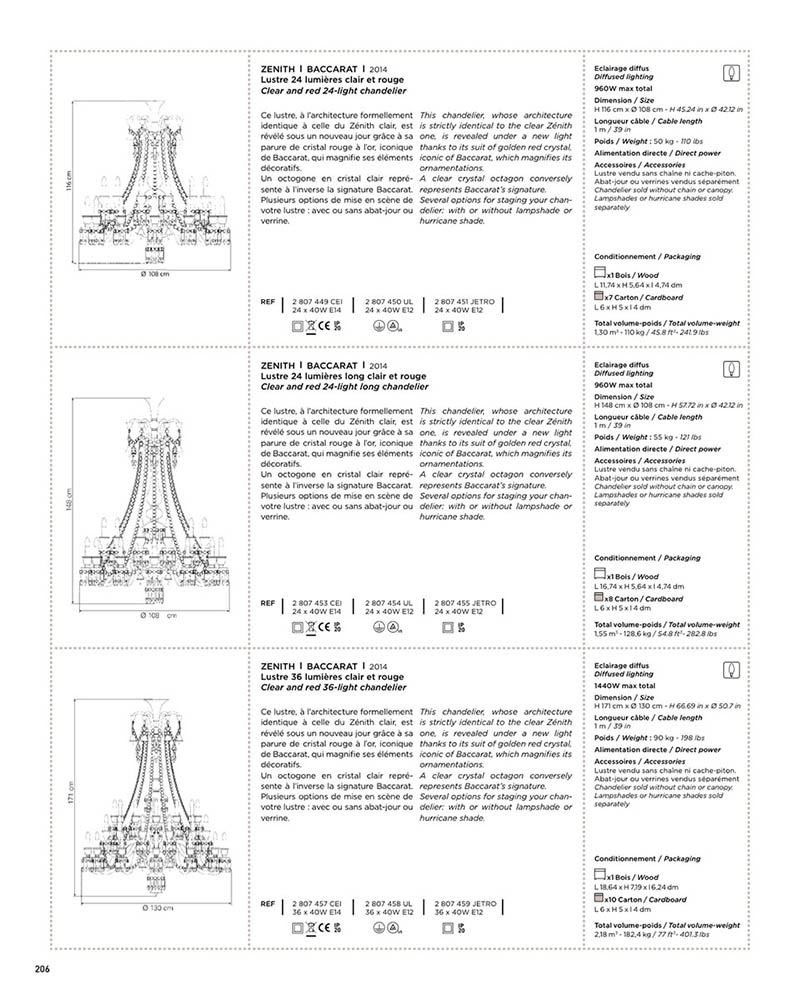 ZENITH | BACCARAT | 2014
Lustre 24 lumières clair et rouge
Clear and red 24-light chandelier
Ce lustre, à l'architecture formellement
identique à celle du Zénith clair, est
révélé sous un nouveau jour grâce à sa
parure de cristal rouge à l'or, iconique
de Baccarat, qui magnifie ses éléments
décoratifs.
Un octogone en cristal clair repré-
sente à l'inverse la signature Baccarat.
Plusieurs options de mise en scène de
votre lustre : avec ou sans abat-jour ou
verrine.
This chandelier, whose architecture
is strictly identical to the clear Zénith
one, is revealed under a new light
thanks to its suit of golden red crystal,
iconic of Baccarat, which magnifies its
ornamentations.
A clear crystal octagon conversely
represents Baccarat's signature.
Several options for staging your chan-
delier: with or without lampshade or
hurricane shade.
116 cm
Ø 108 cm
REF | 2 807 449 CEI | 2 807 450 UL | 2 807 451 JETRO |
24 x 40W E14 24 x 40W E12 24 x 40W E12
CE IP 20 IP 20
Eclairage diffus
Diffused lighting
960W max total
Dimension / Size
H 116 cm x Ø 108 cm - H 45.24 in x Ø 42.12 in
Longueur câble / Cable length
1 m / 39 in
Poids / Weight : 50 kg - 110 lbs
Alimentation directe / Direct power
Accessoires / Accessories
Lustre vendu sans chaîne ni cache-piton.
Abat-jour ou verrines vendus séparément
Chandelier sold without chain or canopy.
Lampshades or hurricane shades sold
separately
Conditionnement / Packaging
x1 Bois / Wood
L 11,74 x H 5,64 x l 4,74 dm
x7 Carton / Cardboard
L 6 x H 5 x l 4 dm
Total volume-poids / Total volume-weight
1,30 m³ - 110 kg / 45.8 ft³- 241.9 lbs
ZENITH | BACCARAT | 2014
Lustre 24 lumières long clair et rouge
Clear and red 24-light long chandelier
Ce lustre, à l'architecture formellement
identique à celle du Zénith clair, est
révélé sous un nouveau jour grâce à sa
parure de cristal rouge à l'or, iconique
de Baccarat, qui magnifie ses éléments
décoratifs.
Un octogone en cristal clair repré-
sente à l'inverse la signature Baccarat.
Plusieurs options de mise en scène de
votre lustre : avec ou sans abat-jour ou
verrine.
This chandelier, whose architecture
is strictly identical to the clear Zénith
one, is revealed under a new light
thanks to its suit of golden red crystal,
iconic of Baccarat, which magnifies its
ornamentations.
A clear crystal octagon conversely
represents Baccarat's signature.
Several options for staging your chan-
delier: with or without lampshade or
hurricane shade.
148 cm
Ø 108 cm
REF | 2 807 453 CEI | 2 807 454 UL | 2 807 455 JETRO |
24 x 40W E14 24 x 40W E12 24 x 40W E12
CE IP 20 IP 20
Eclairage diffus
Diffused lighting
960W max total
Dimension / Size
H 148 cm x Ø 108 cm - H 57.72 in x Ø 42.12 in
Longueur câble / Cable length
1 m / 39 in
Poids / Weight : 55 kg - 121 lbs
Alimentation directe / Direct power
Accessoires / Accessories
Lustre vendu sans chaîne ni cache-piton.
Abat-jour ou verrines vendus séparément
Chandelier sold without chain or canopy.
Lampshades or hurricane shades sold
separately
Conditionnement / Packaging
x1 Bois / Wood
L 16,74 x H 5,64 x l 4,74 dm
x8 Carton / Cardboard
L 6 x H 5 x l 4 dm
Total volume-poids / Total volume-weight
1,55 m³ - 128,6 kg / 54.8 ft³- 282.8 lbs
ZENITH | BACCARAT | 2014
Lustre 36 lumières clair et rouge
Clear and red 36-light chandelier
Ce lustre, à l'architecture formellement
identique à celle du Zénith clair, est
révélé sous un nouveau jour grâce à sa
parure de cristal rouge à l'or, iconique
de Baccarat, qui magnifie ses éléments
décoratifs.
Un octogone en cristal clair repré-
sente à l'inverse la signature Baccarat.
Plusieurs options de mise en scène de
votre lustre : avec ou sans abat-jour ou
verrine.
This chandelier, whose architecture
is strictly identical to the clear Zénith
one, is revealed under a new light
thanks to its suit of golden red crystal,
iconic of Baccarat, which magnifies its
ornamentations.
A clear crystal octagon conversely
represents Baccarat's signature.
Several options for staging your chan-
delier: with or without lampshade or
hurricane shade.
171 cm
Ø 130 cm
REF | 2 807 457 CEI | 2 807 458 UL | 2 807 459 JETRO |
36 x 40W E14 36 x 40W E12 36 x 40W E12
CE IP 20 IP 20
Eclairage diffus
Diffused lighting
1440W max total
Dimension / Size
H 171 cm x Ø 130 cm - H 66.69 in x Ø 50.7 in
Longueur câble / Cable length
1 m / 39 in
Poids / Weight : 90 kg - 198 lbs
Alimentation directe / Direct power
Accessoires / Accessories
Lustre vendu sans chaîne ni cache-piton.
Abat-jour ou verrines vendus séparément
Chandelier sold without chain or canopy.
Lampshades or hurricane shades sold
separately
Conditionnement / Packaging
x1 Bois / Wood
L 18,64 x H 7,19 x l 6,24 dm
x10 Carton / Cardboard
L 6 x H 5 x l 4 dm
Total volume-poids / Total volume-weight
2,18 m³ - 182,4 kg / 77 ft³- 401.3 lbs
206